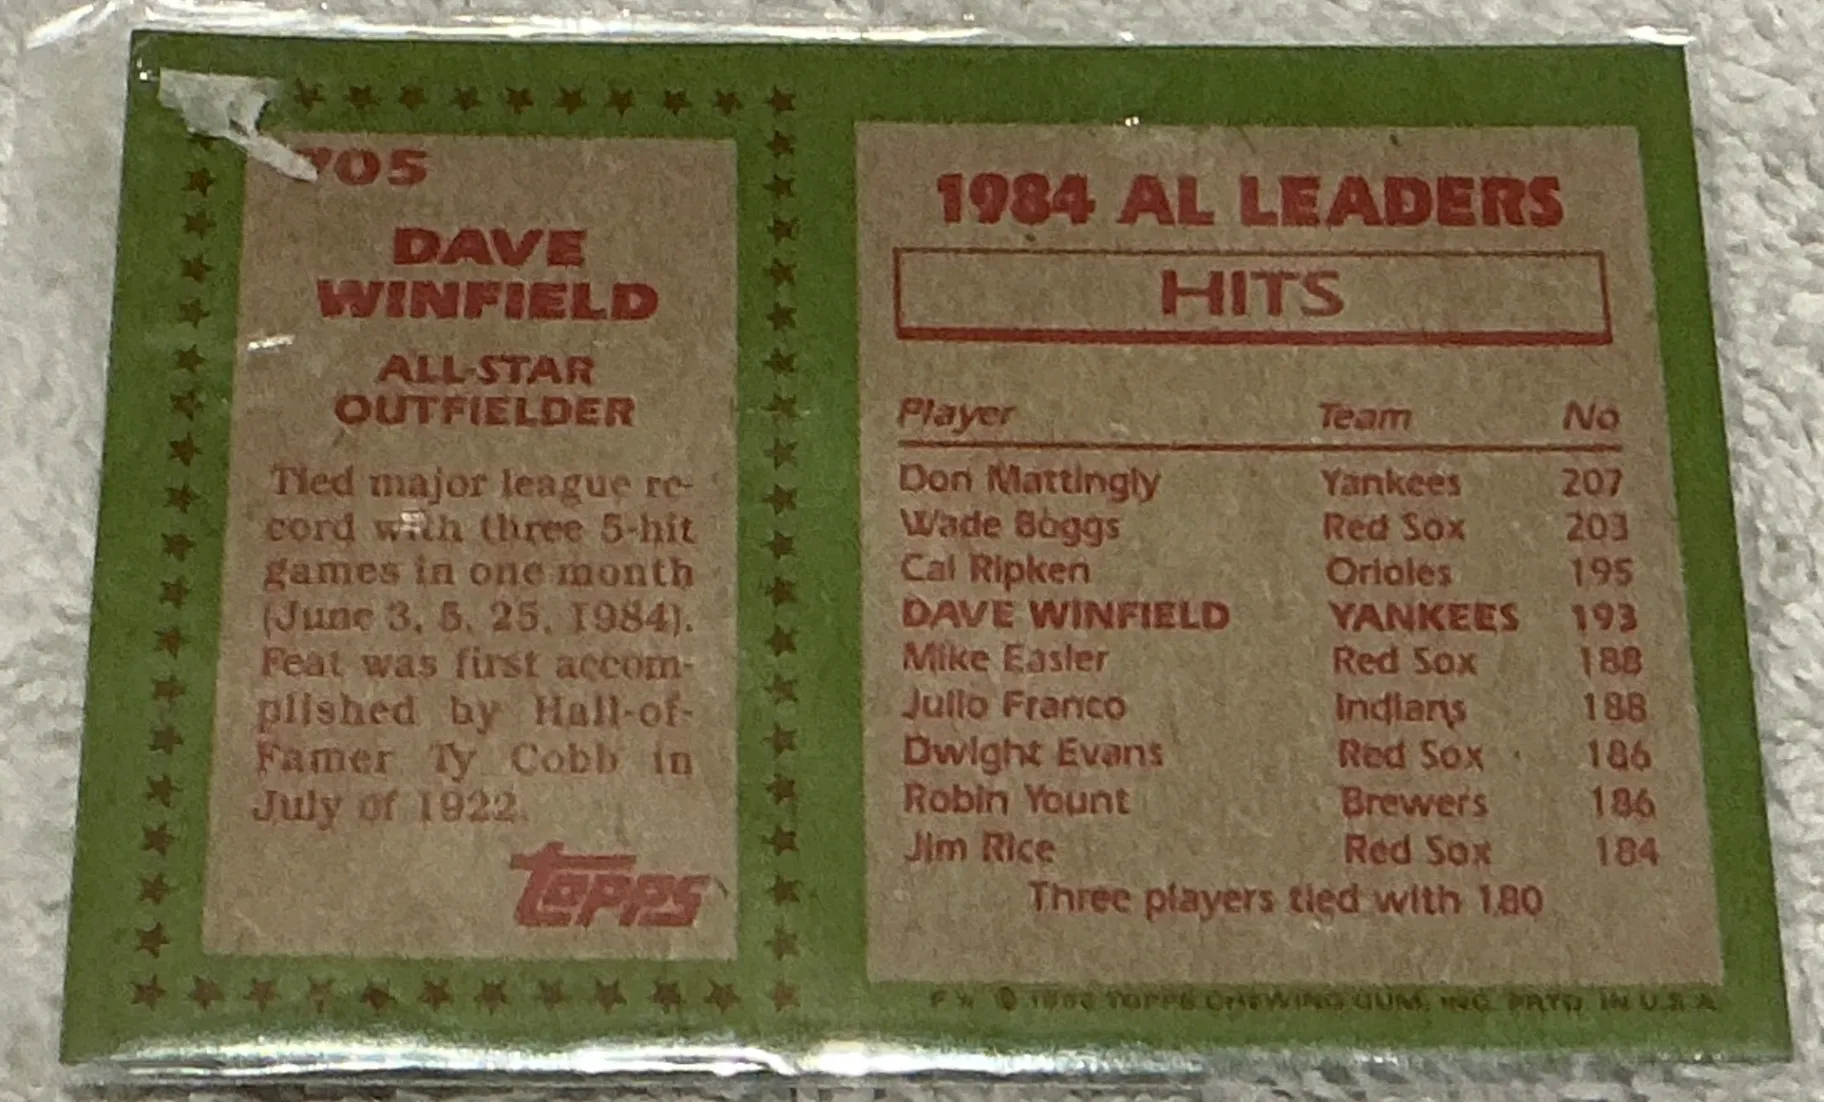 705
DAVE
WINFIELD
ALL-STAR
OUTFIELDER
Tied major league re-
cord with three 5-hit
games in one month
(June 3, 5, 25, 1984).
Feat was first accom-
plished by Hall-of-
Famer Ty Cobb in
July of 1922.
TOPPS
1984 AL LEADERS
HITS
Player Team No
Don Mattingly Yankees 207
Wade Boggs Red Sox 203
Cal Ripken Orioles 195
DAVE WINFIELD YANKEES 193
Mike Easler Red Sox 188
Julio Franco Indians 188
Dwight Evans Red Sox 186
Robin Yount Brewers 186
Jim Rice Red Sox 184
Three players tied with 180
© TOPPS CHEWING GUM, INC. PRTD. IN U.S.A.